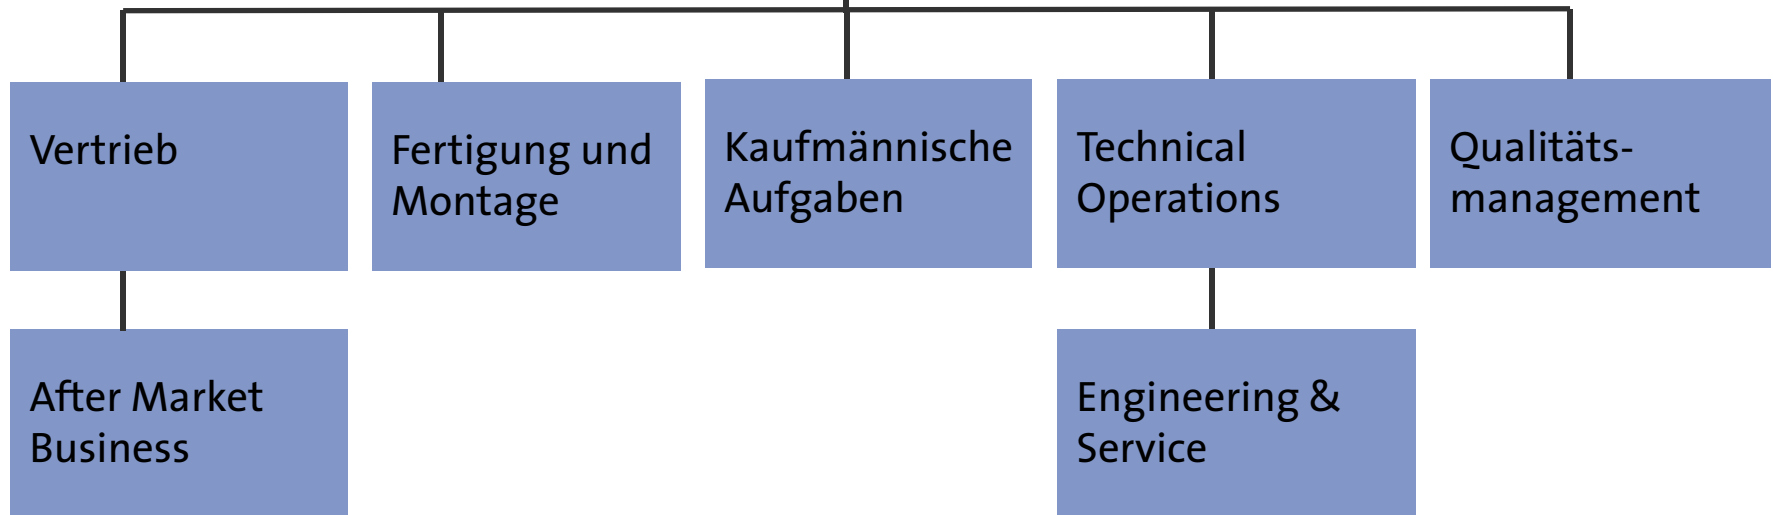 Vertrieb
Fertigung und
Montage
Kaufmännische
Aufgaben
Technical
Operations
Qualitäts-
management
After Market
Business
Engineering &
Service